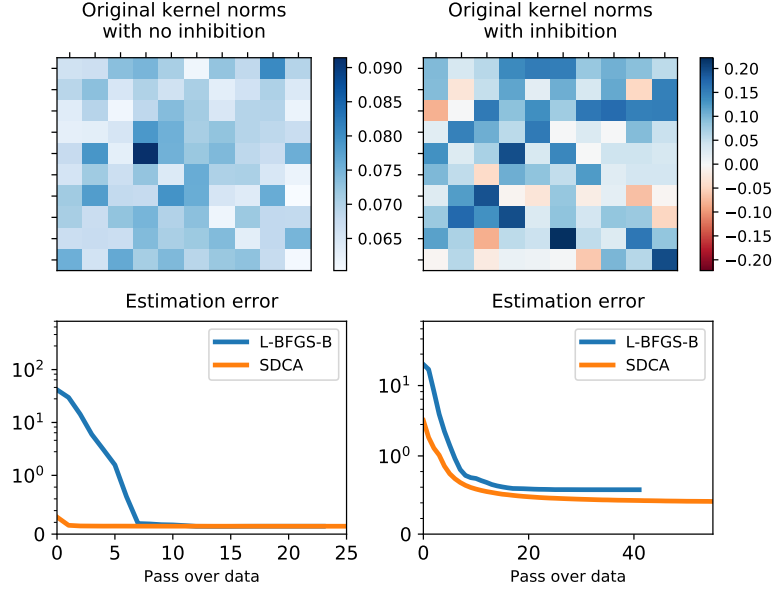 Original kernel norms
with no inhibition
0.090
0.085
0.080
0.075
0.070
0.065
Original kernel norms
with inhibition
0.20
0.15
0.10
0.05
0.00
−0.05
−0.10
−0.15
−0.20
Estimation error
L-BFGS-B
SDCA
10²
10¹
10⁰
0
0 5 10 15 20 25
Pass over data
Estimation error
L-BFGS-B
SDCA
10¹
10⁰
0
0 20 40
Pass over data